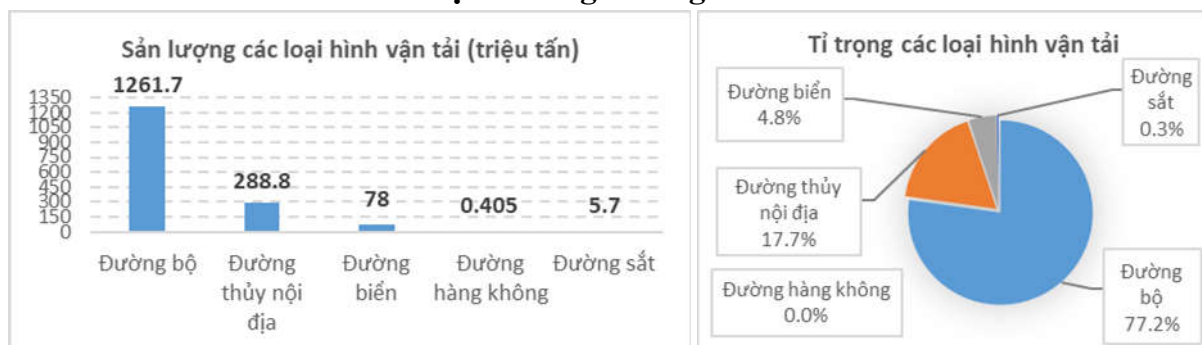 Sản lượng các loại hình vận tải (triệu tấn)
1261.7
1350
1200
1050
900
750
600
450
300
150
0
288.8
78
0.405
5.7
Đường bộ
Đường
thủy nội
địa
Đường
biển
Đường
hàng không
Đường sắt
Tỉ trọng các loại hình vận tải
Đường biển
4.8%
Đường
sắt
0.3%
Đường thủy
nội địa
17.7%
Đường hàng không
0.0%
Đường
bộ
77.2%